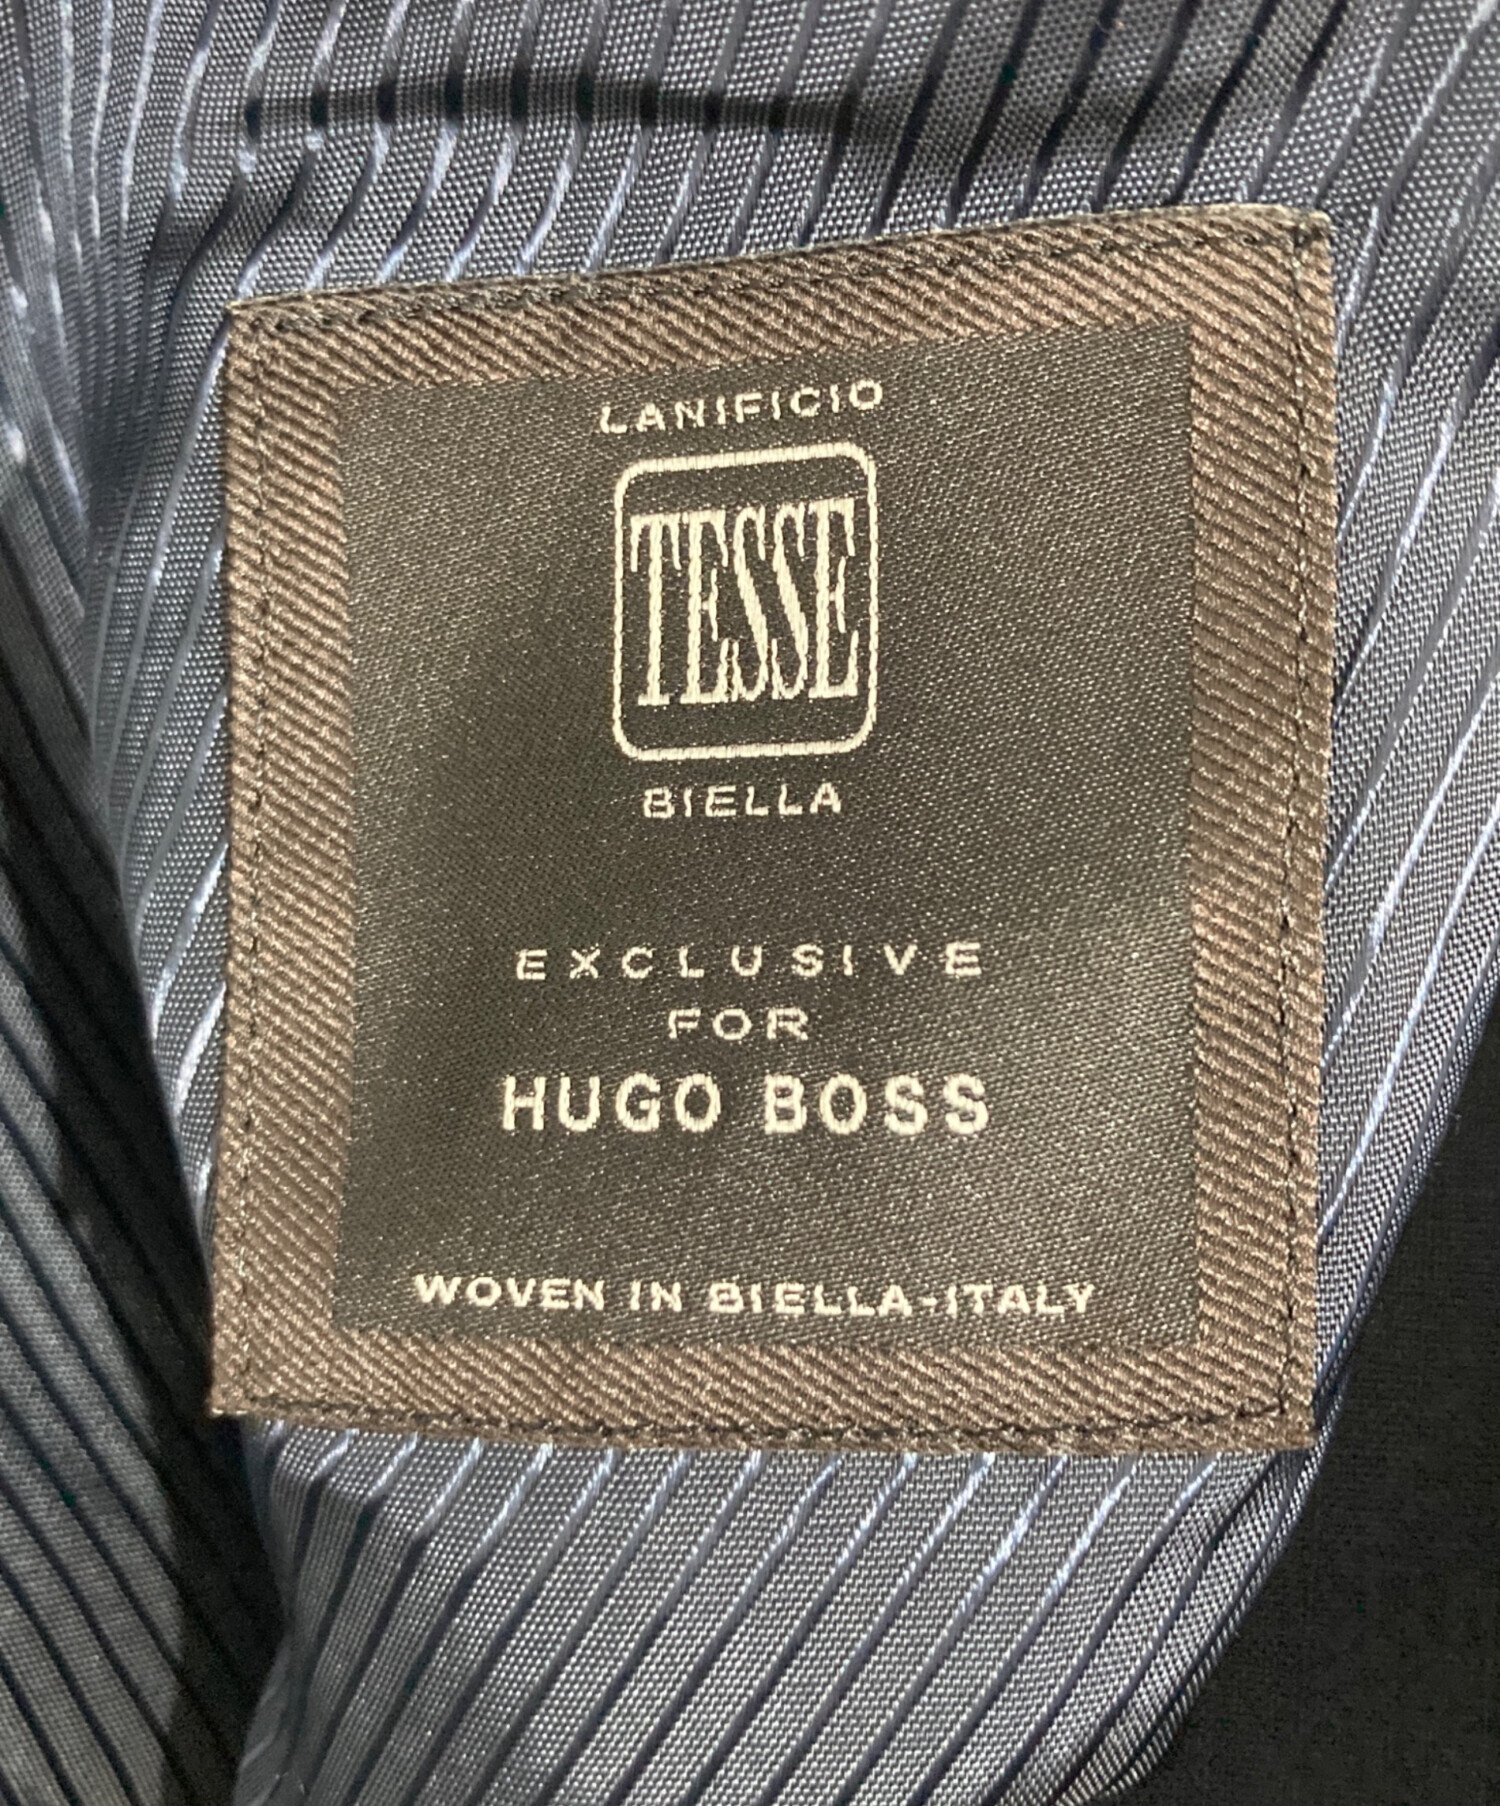 LANIFICIO
TESSE
BIELLA
EXCLUSIVE
FOR
HUGO BOSS
WOVEN IN BIELLA-ITALY